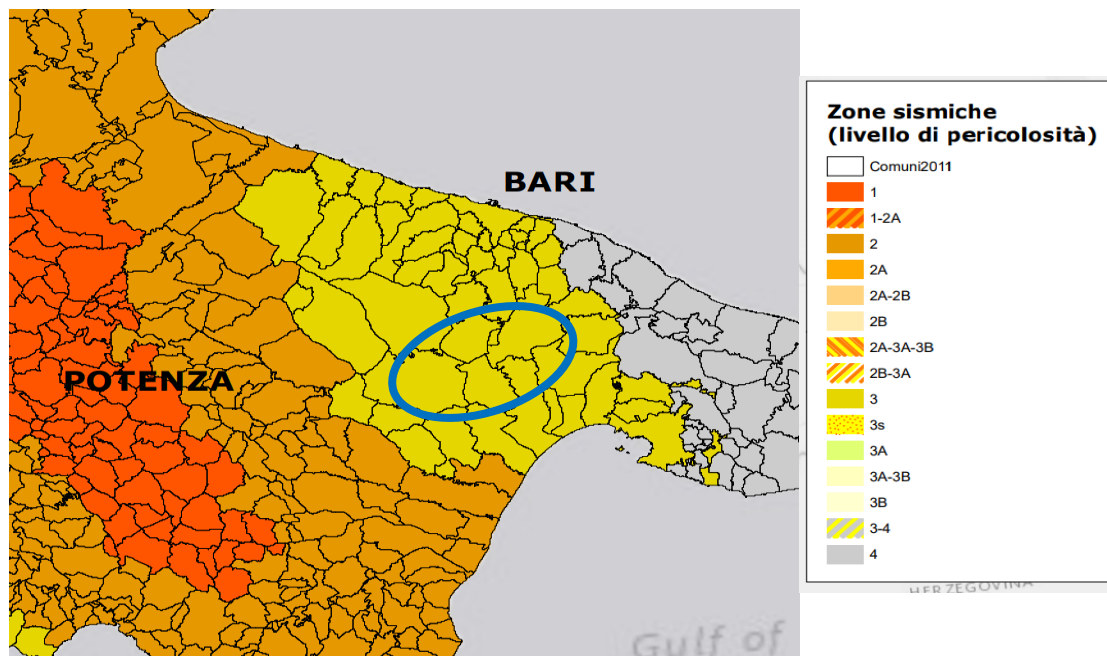 BARI
POTENZA
Gulf of
Zone sismiche
(livello di pericolosità)
Comuni2011
1
1-2A
2
2A
2A-2B
2B
2A-3A-3B
2B-3A
3
3s
3A
3A-3B
3B
3-4
4
HERZEGOVINA